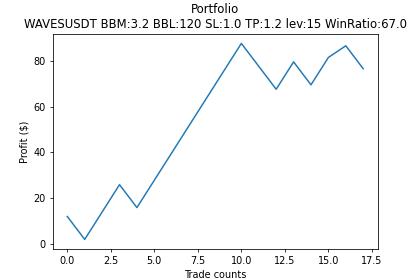 Portfolio
WAVESUSDT BBM:3.2 BBL:120 SL:1.0 TP:1.2 lev:15 WinRatio:67.0
Profit ($)
80
60
40
20
0
0.0 2.5 5.0 7.5 10.0 12.5 15.0 17.5
Trade counts